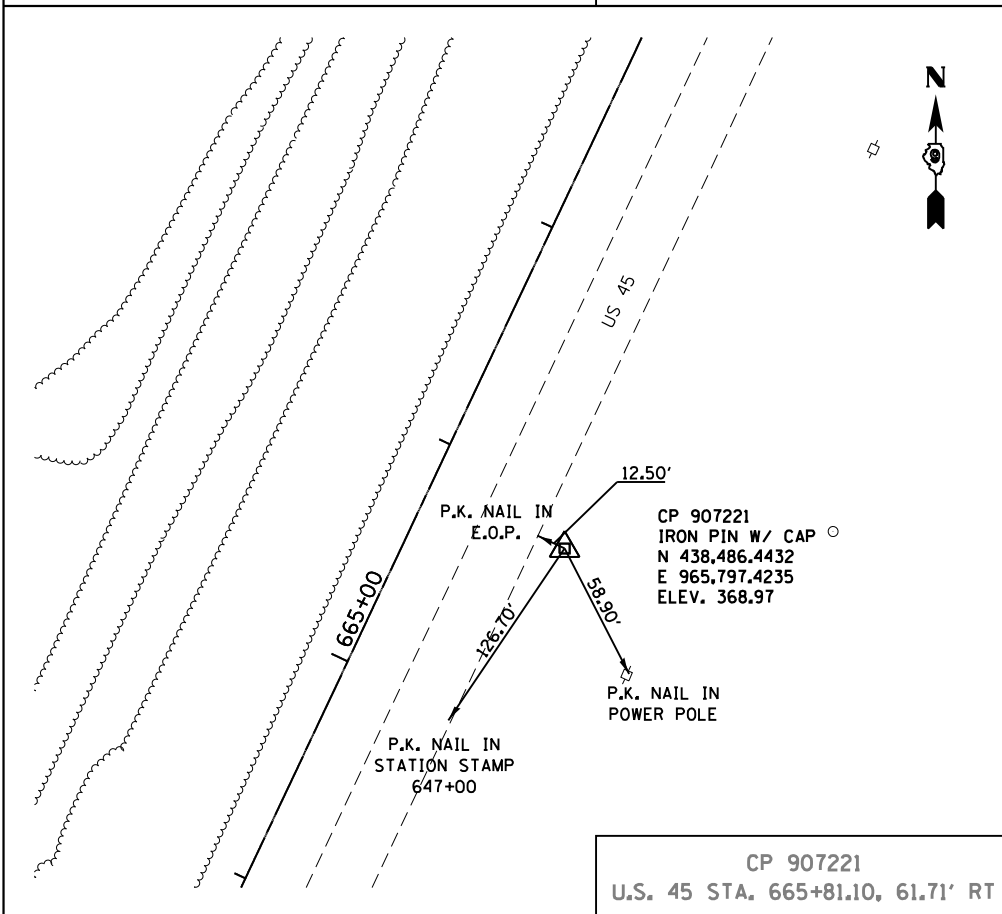 N
9
US 45
12.50'
P.K. NAIL IN
E.O.P.
CP 907221
IRON PIN W/ CAP
N 438,486.4432
E 965,797.4235
ELEV. 368.97
665+00
126.70'
58.90'
P.K. NAIL IN
POWER POLE
P.K. NAIL IN
STATION STAMP
647+00
CP 907221
U.S. 45 STA. 665+81.10, 61.71' RT